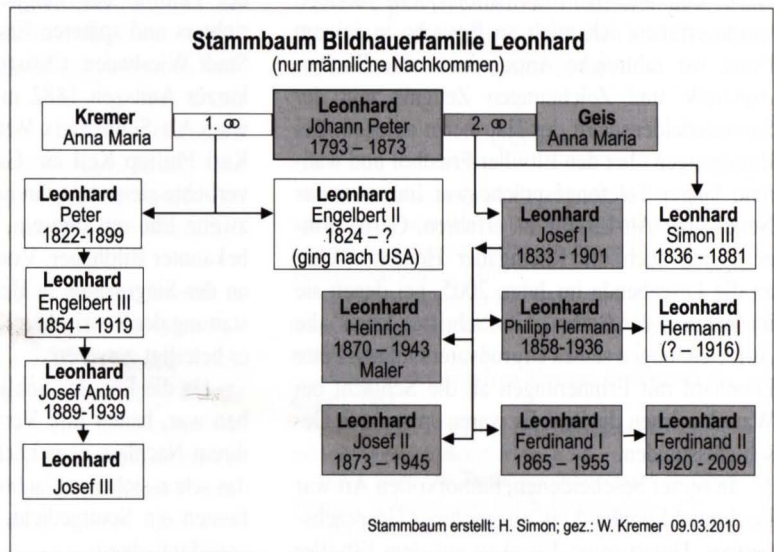 Stammbaum Bildhauerfamilie Leonhard
(nur männliche Nachkommen)
Kremer
Anna Maria
1. ⚭
Leonhard
Johann Peter
1793 – 1873
2. ⚭
Geis
Anna Maria
Leonhard
Peter
1822-1899
Leonhard
Engelbert II
1824 – ?
(ging nach USA)
Leonhard
Josef I
1833 - 1901
Leonhard
Simon III
1836 - 1881
Leonhard
Engelbert III
1854 – 1919
Leonhard
Heinrich
1870 – 1943
Maler
Leonhard
Philipp Hermann
1858-1936
Leonhard
Hermann I
(? – 1916)
Leonhard
Josef Anton
1889-1939
Leonhard
Josef II
1873 – 1945
Leonhard
Ferdinand I
1865 – 1955
Leonhard
Ferdinand II
1920 - 2009
Leonhard
Josef III
Stammbaum erstellt: H. Simon; gez.: W. Kremer 09.03.2010